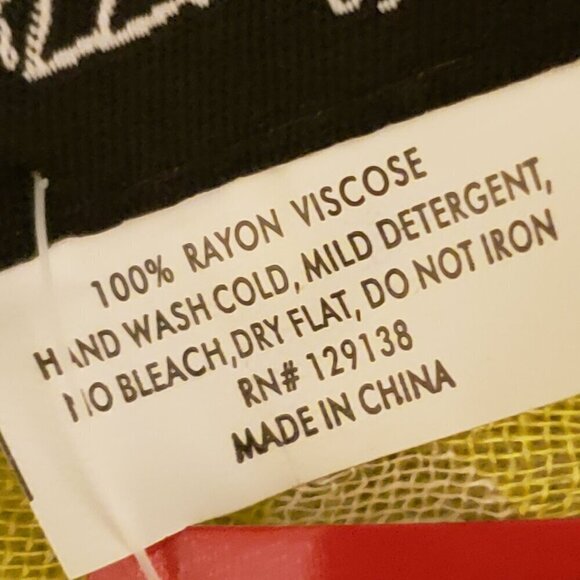 100% RAYON VISCOSE
HAND WASH COLD, MILD DETERGENT,
NO BLEACH, DRY FLAT, DO NOT IRON
RN# 129138
MADE IN CHINA